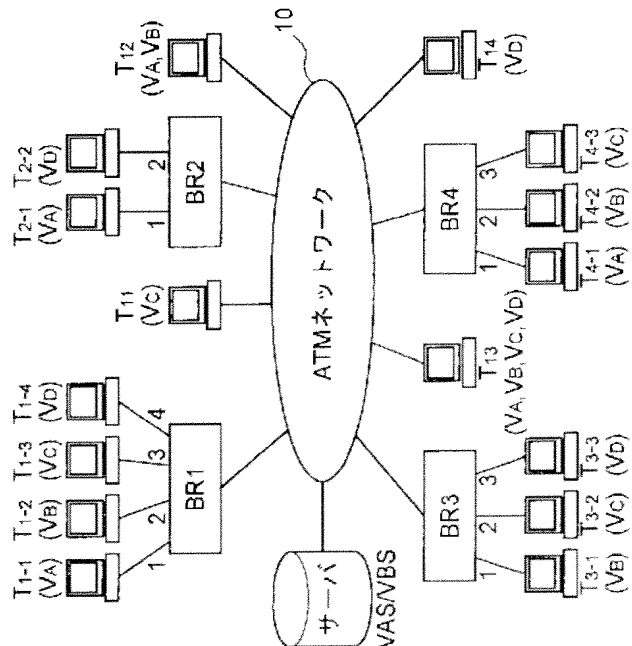 T1-1
(VA)
T1-2
(VB)
T1-3
(VC)
T1-4
(VD)
1
2
3
4
BR1
T11
(VC)
T2-1
(VA)
T2-2
(VD)
1
2
BR2
T12
(VA,VB)
10
サーバ
VAS/VBS
ATMネットワーク
BR3
1
2
3
T3-1
(VB)
T3-2
(VC)
T3-3
(VD)
T13
(VA,VB,VC,VD)
BR4
1
2
3
T4-1
(VA)
T4-2
(VB)
T4-3
(VC)
T14
(VD)